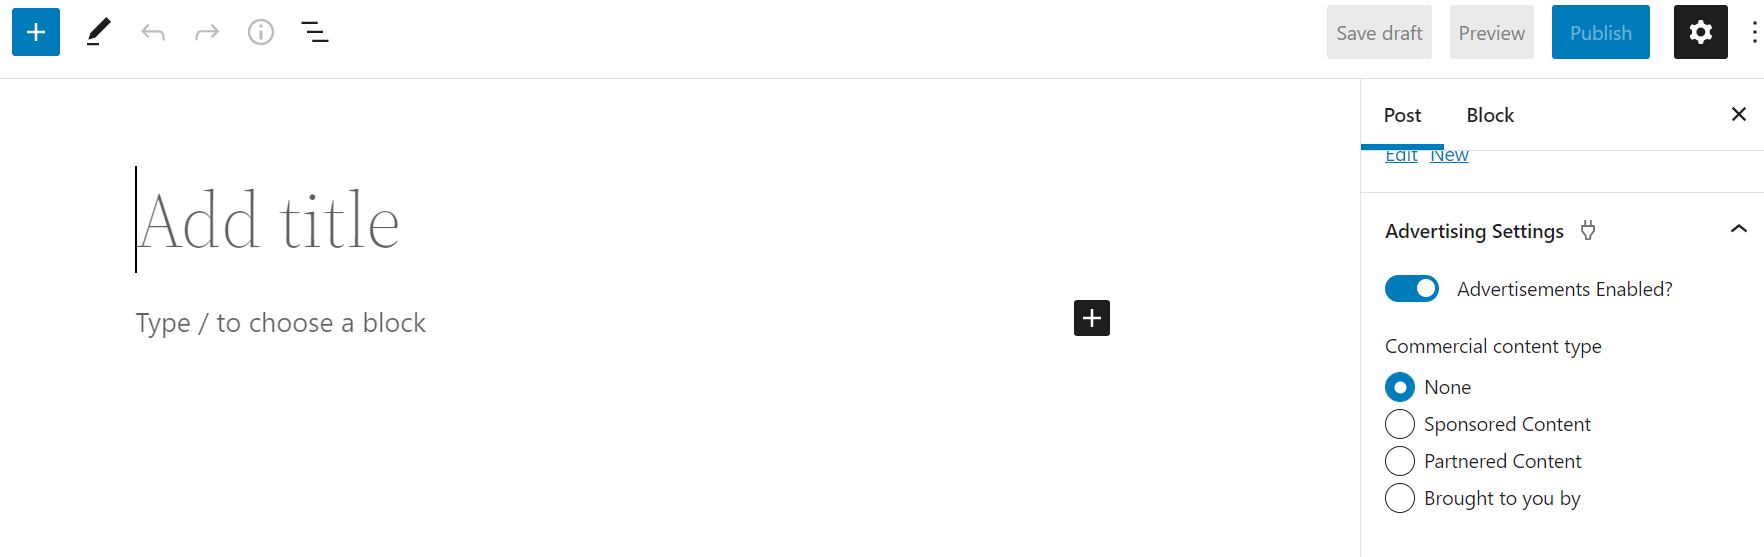 Save draft
Preview
Publish
Post
Block
Edit New
Add title
Type / to choose a block
Advertising Settings
Advertisements Enabled?
Commercial content type
None
Sponsored Content
Partnered Content
Brought to you by